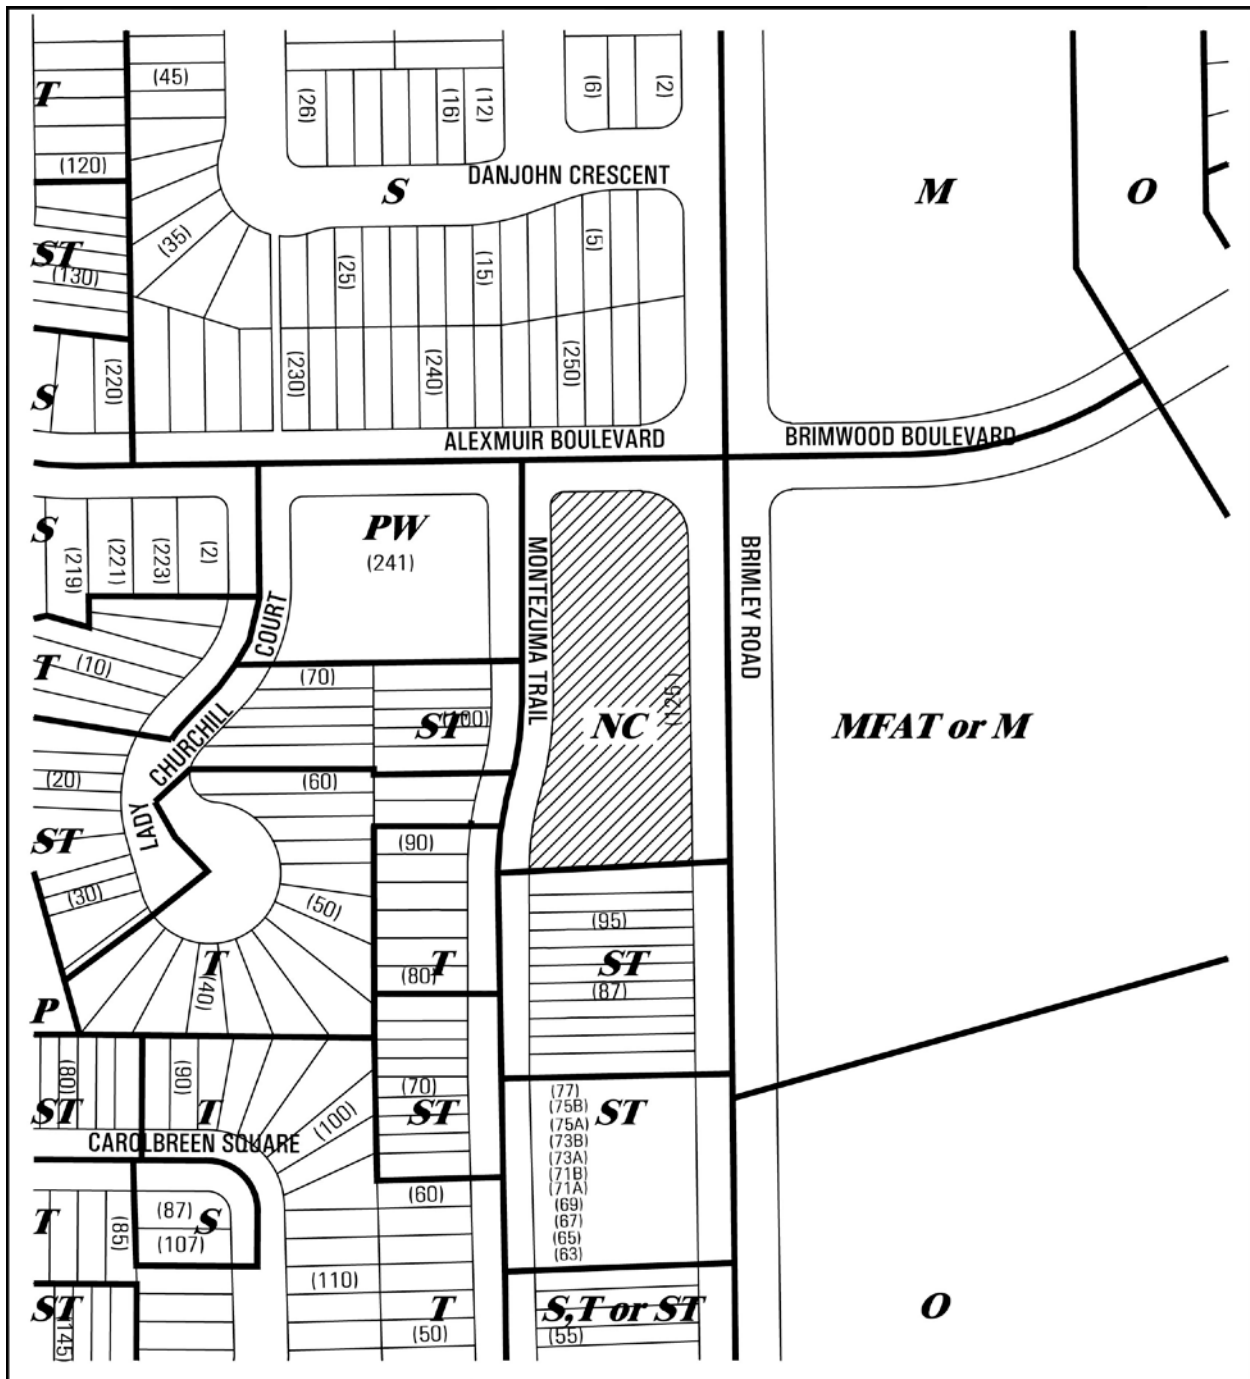 T
(45)
(26)
(16)
(12)
(6)
(2)
(120)
DANJOHN CRESCENT
S
M
O
ST
(130)
(35)
(25)
(15)
(5)
S
(220)
(230)
(240)
(250)
ALEXMUIR BOULEVARD
BRIMWOOD BOULEVARD
S
(219)
(221)
(223)
(2)
PW
(241)
MONTEZUMA TRAIL
BRIMLEY ROAD
COURT
T
(10)
(70)
ST
(100)
NC
MFAT or M
CHURCHILL
(20)
(60)
LADY
ST
(90)
(30)
(50)
(95)
T
(40)
T
(80)
ST
(87)
P
(80)
(90)
(70)
ST
T
(100)
ST
ST
(77)
(75B)
(75A)
(73B)
(73A)
(71B)
(71A)
(69)
(67)
(65)
(63)
CAROLBREEN SQUARE
(60)
T
(85)
(87)
S
(107)
(110)
ST
(145)
T
(50)
S,T or ST
(55)
O